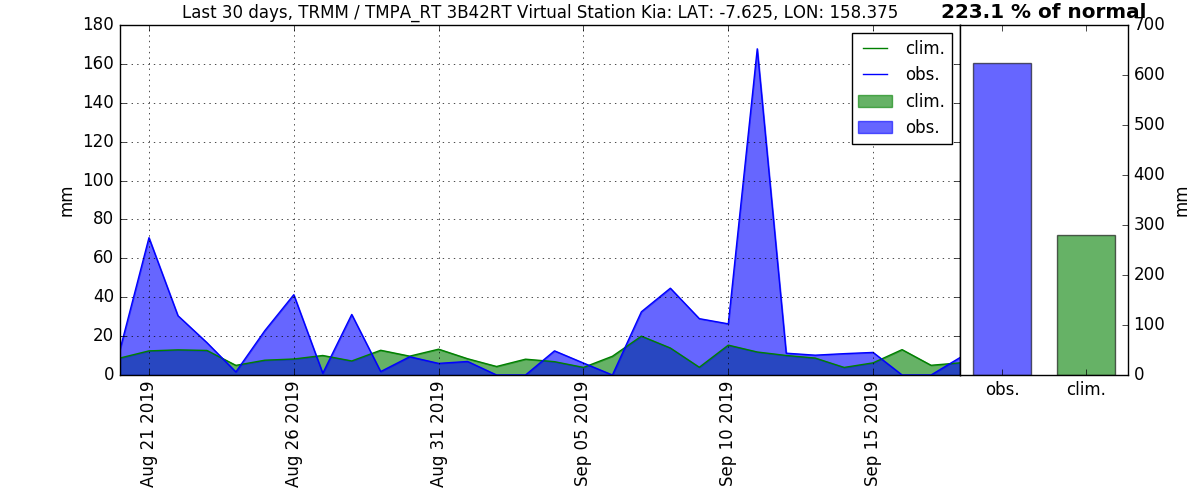 Last 30 days, TRMM / TMPA_RT 3B42RT Virtual Station Kia: LAT: -7.625, LON: 158.375
223.1 % of normal
180
160
140
120
100
80
60
40
20
0
mm
clim.
obs.
clim.
obs.
Aug 21 2019
Aug 26 2019
Aug 31 2019
Sep 05 2019
Sep 10 2019
Sep 15 2019
700
600
500
400
300
200
100
0
mm
obs.
clim.